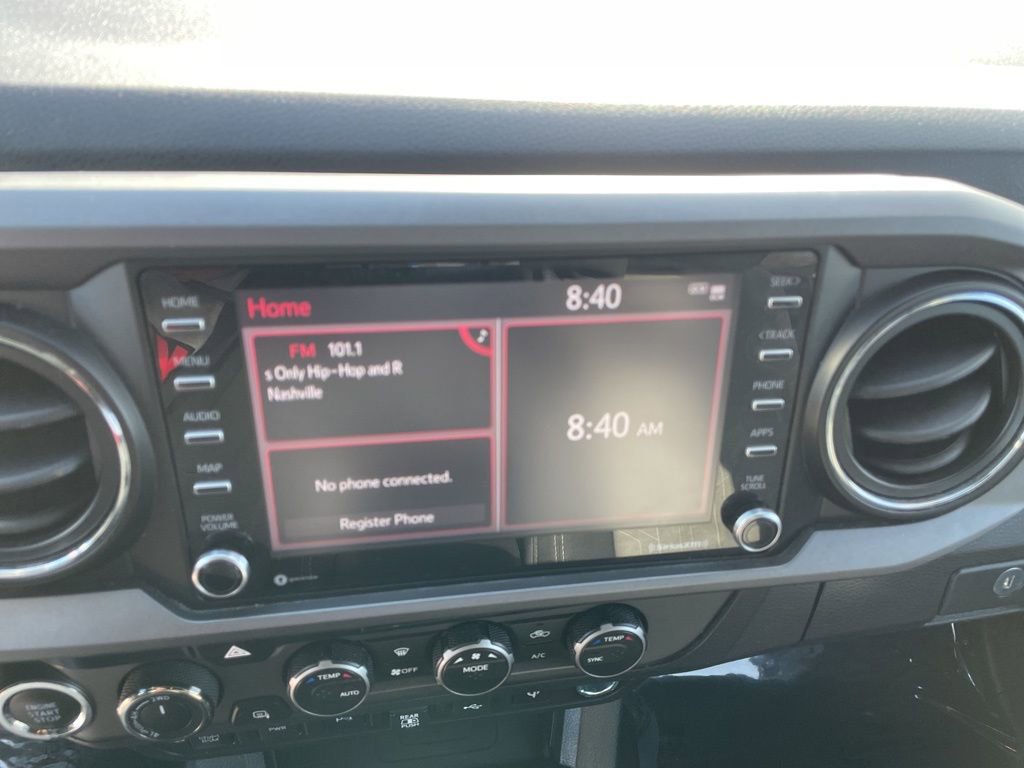 HOME
MENU
AUDIO
MAP
POWER
VOLUME
Home
8:40
FM 101.1
s Only Hip-Hop and R
Nashville
No phone connected.
Register Phone
8:40 AM
SEEK>
<TRACK
PHONE
APPS
TUNE
SCROLL
TEMP
AUTO
OFF
MODE
A/C
TEMP
SYNC
ENGINE
START
STOP
2WD
REAR
PUSH